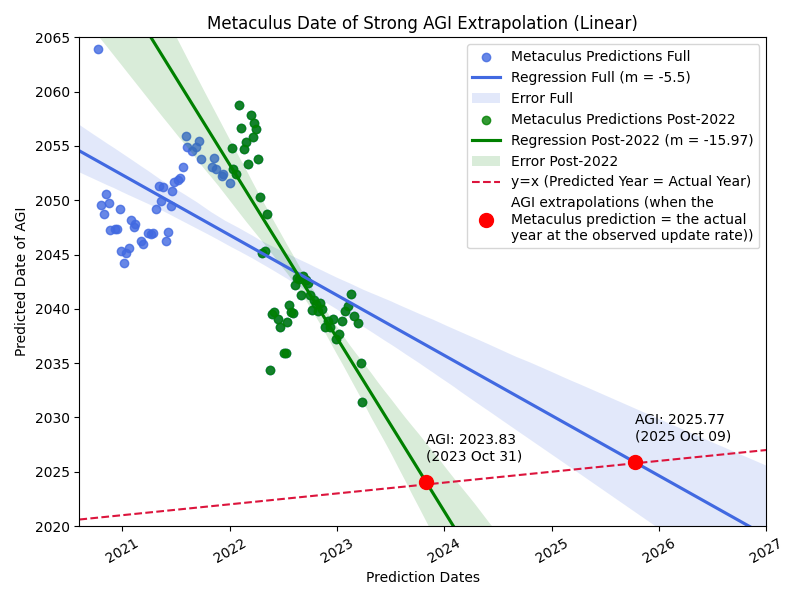 Metaculus Date of Strong AGI Extrapolation (Linear)
Predicted Date of AGI
2065
2060
2055
2050
2045
2040
2035
2030
2025
2020
Metaculus Predictions Full
Regression Full (m = -5.5)
Error Full
Metaculus Predictions Post-2022
Regression Post-2022 (m = -15.97)
Error Post-2022
y=x (Predicted Year = Actual Year)
AGI extrapolations (when the
Metaculus prediction = the actual
year at the observed update rate))
AGI: 2023.83
(2023 Oct 31)
AGI: 2025.77
(2025 Oct 09)
2021
2022
2023
2024
2025
2026
2027
Prediction Dates